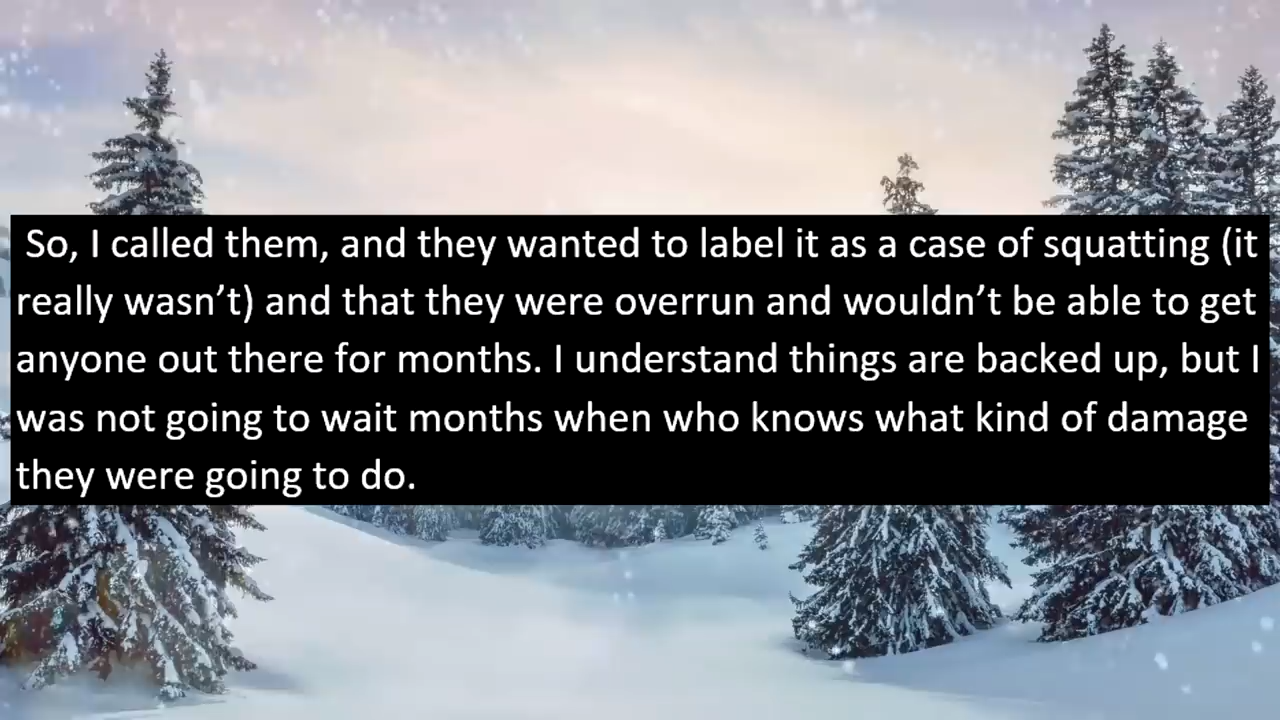 So, I called them, and they wanted to label it as a case of squatting (it
really wasn’t) and that they were overrun and wouldn’t be able to get
anyone out there for months. I understand things are backed up, but I
was not going to wait months when who knows what kind of damage
they were going to do.